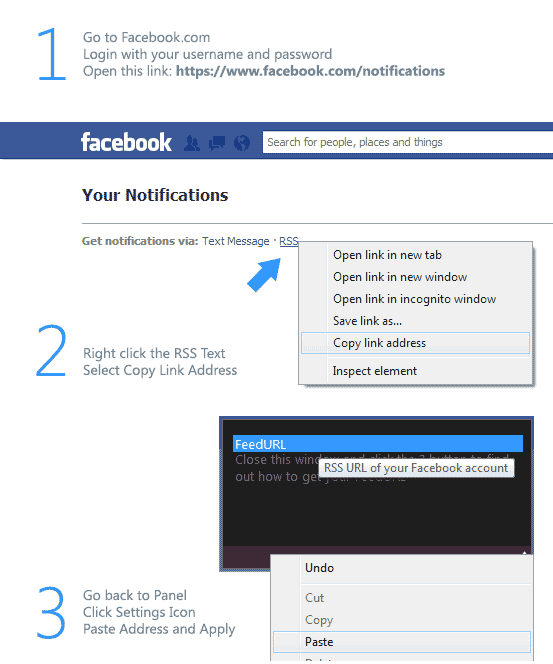 1
Go to Facebook.com
Login with your username and password
Open this link: https://www.facebook.com/notifications
facebook
Search for people, places and things
Your Notifications
Get notifications via: Text Message · RSS
Open link in new tab
Open link in new window
Open link in incognito window
Save link as...
Copy link address
Inspect element
2
Right click the RSS Text
Select Copy Link Address
FeedURL
Close this window and click the ? button to find
RSS URL of your Facebook account
out how to get your FeedURL
3
Go back to Panel
Click Settings Icon
Paste Address and Apply
Undo
Cut
Copy
Paste